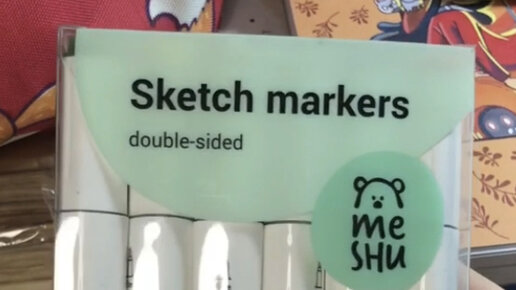 Sketch markers
double-sided
me
SHU